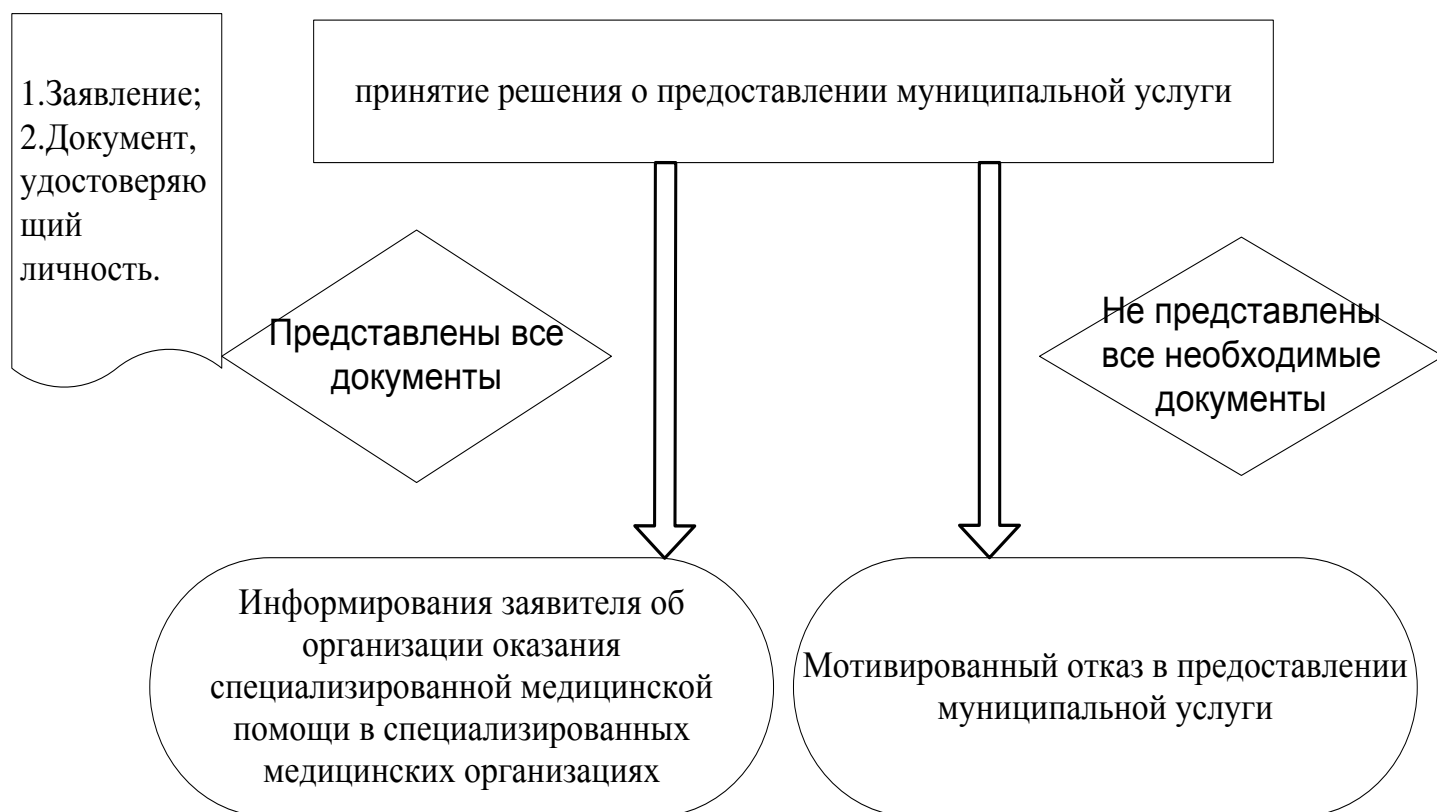 1.Заявление;
2.Документ,
удостоверяю
щий
личность.
принятие решения о предоставлении муниципальной услуги
Представлены все
документы
Не представлены
все необходимые
документы
Информирования заявителя об
организации оказания
специализированной медицинской
помощи в специализированных
медицинских организациях
Мотивированный отказ в предоставлении
муниципальной услуги